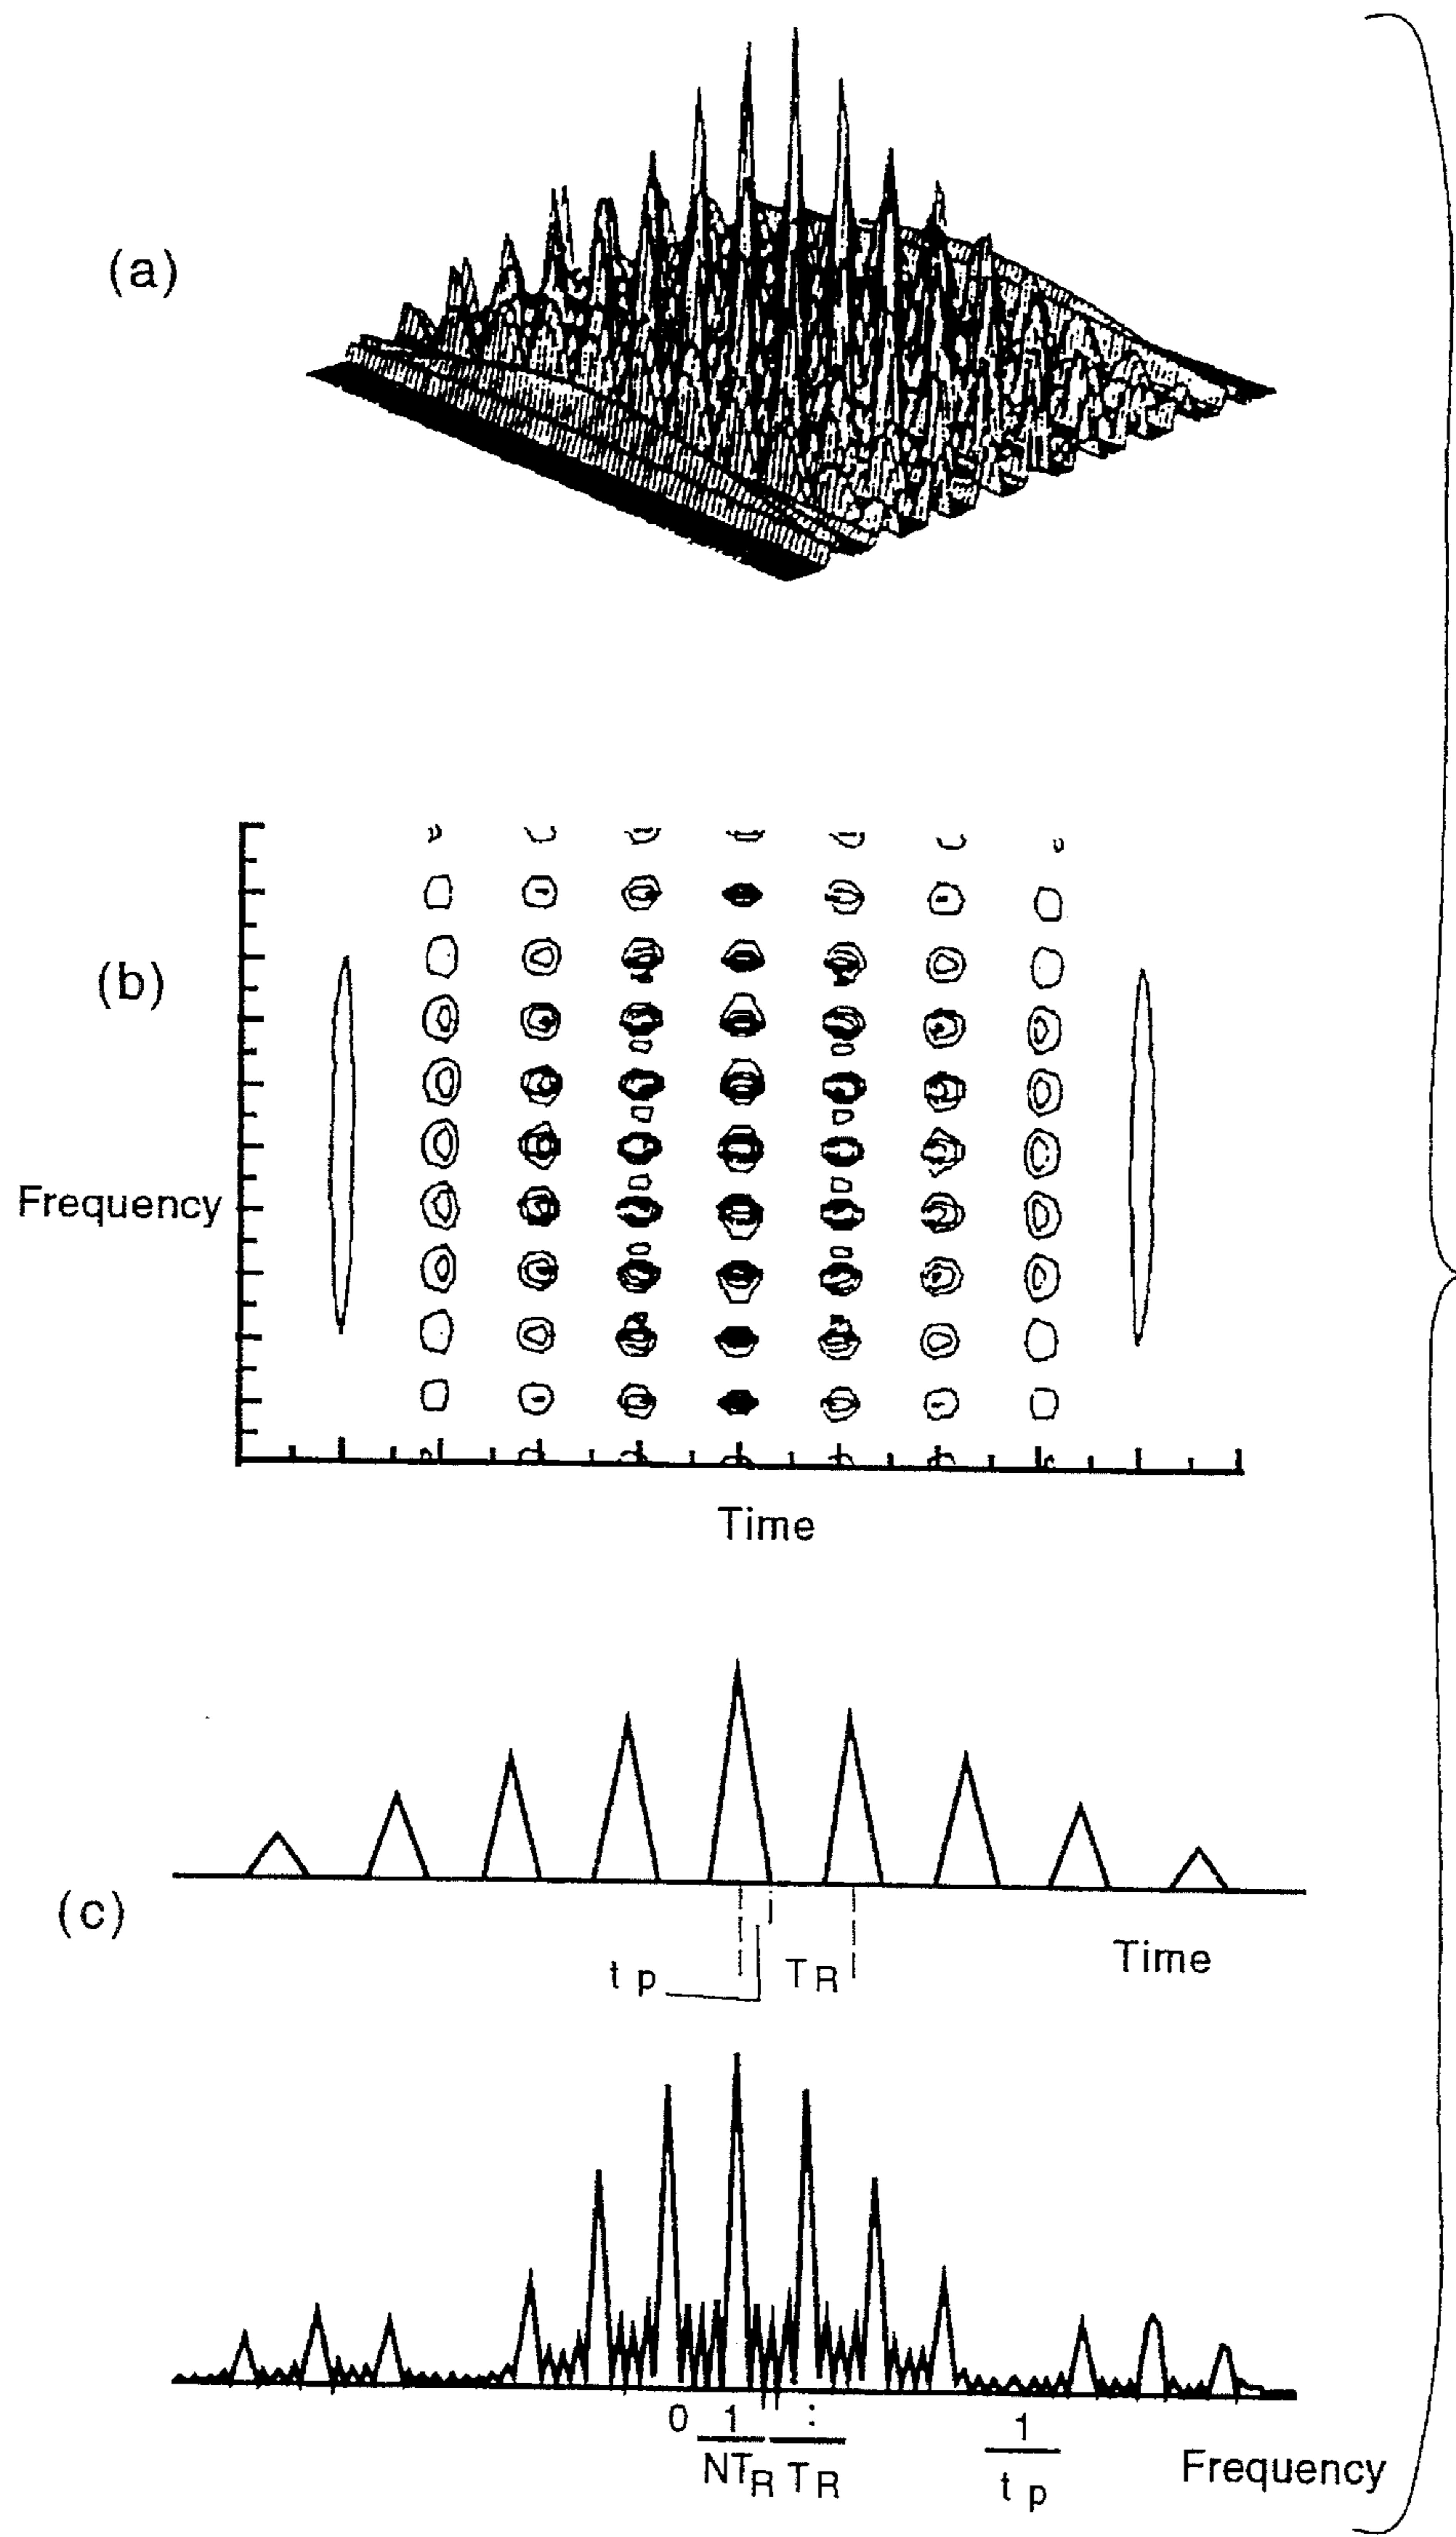 (a)
(b)
Frequency
Time
(c)
t p
T R
Time
0 1 : 1
NT R T R t p
Frequency